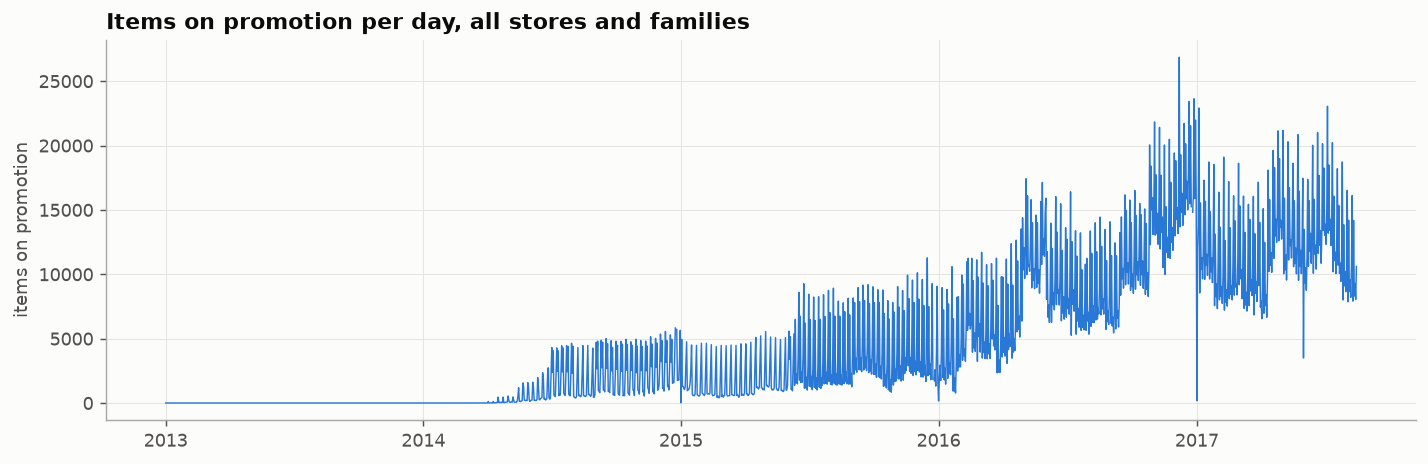 Items on promotion per day, all stores and families
items on promotion
25000
20000
15000
10000
5000
0
2013 2014 2015 2016 2017